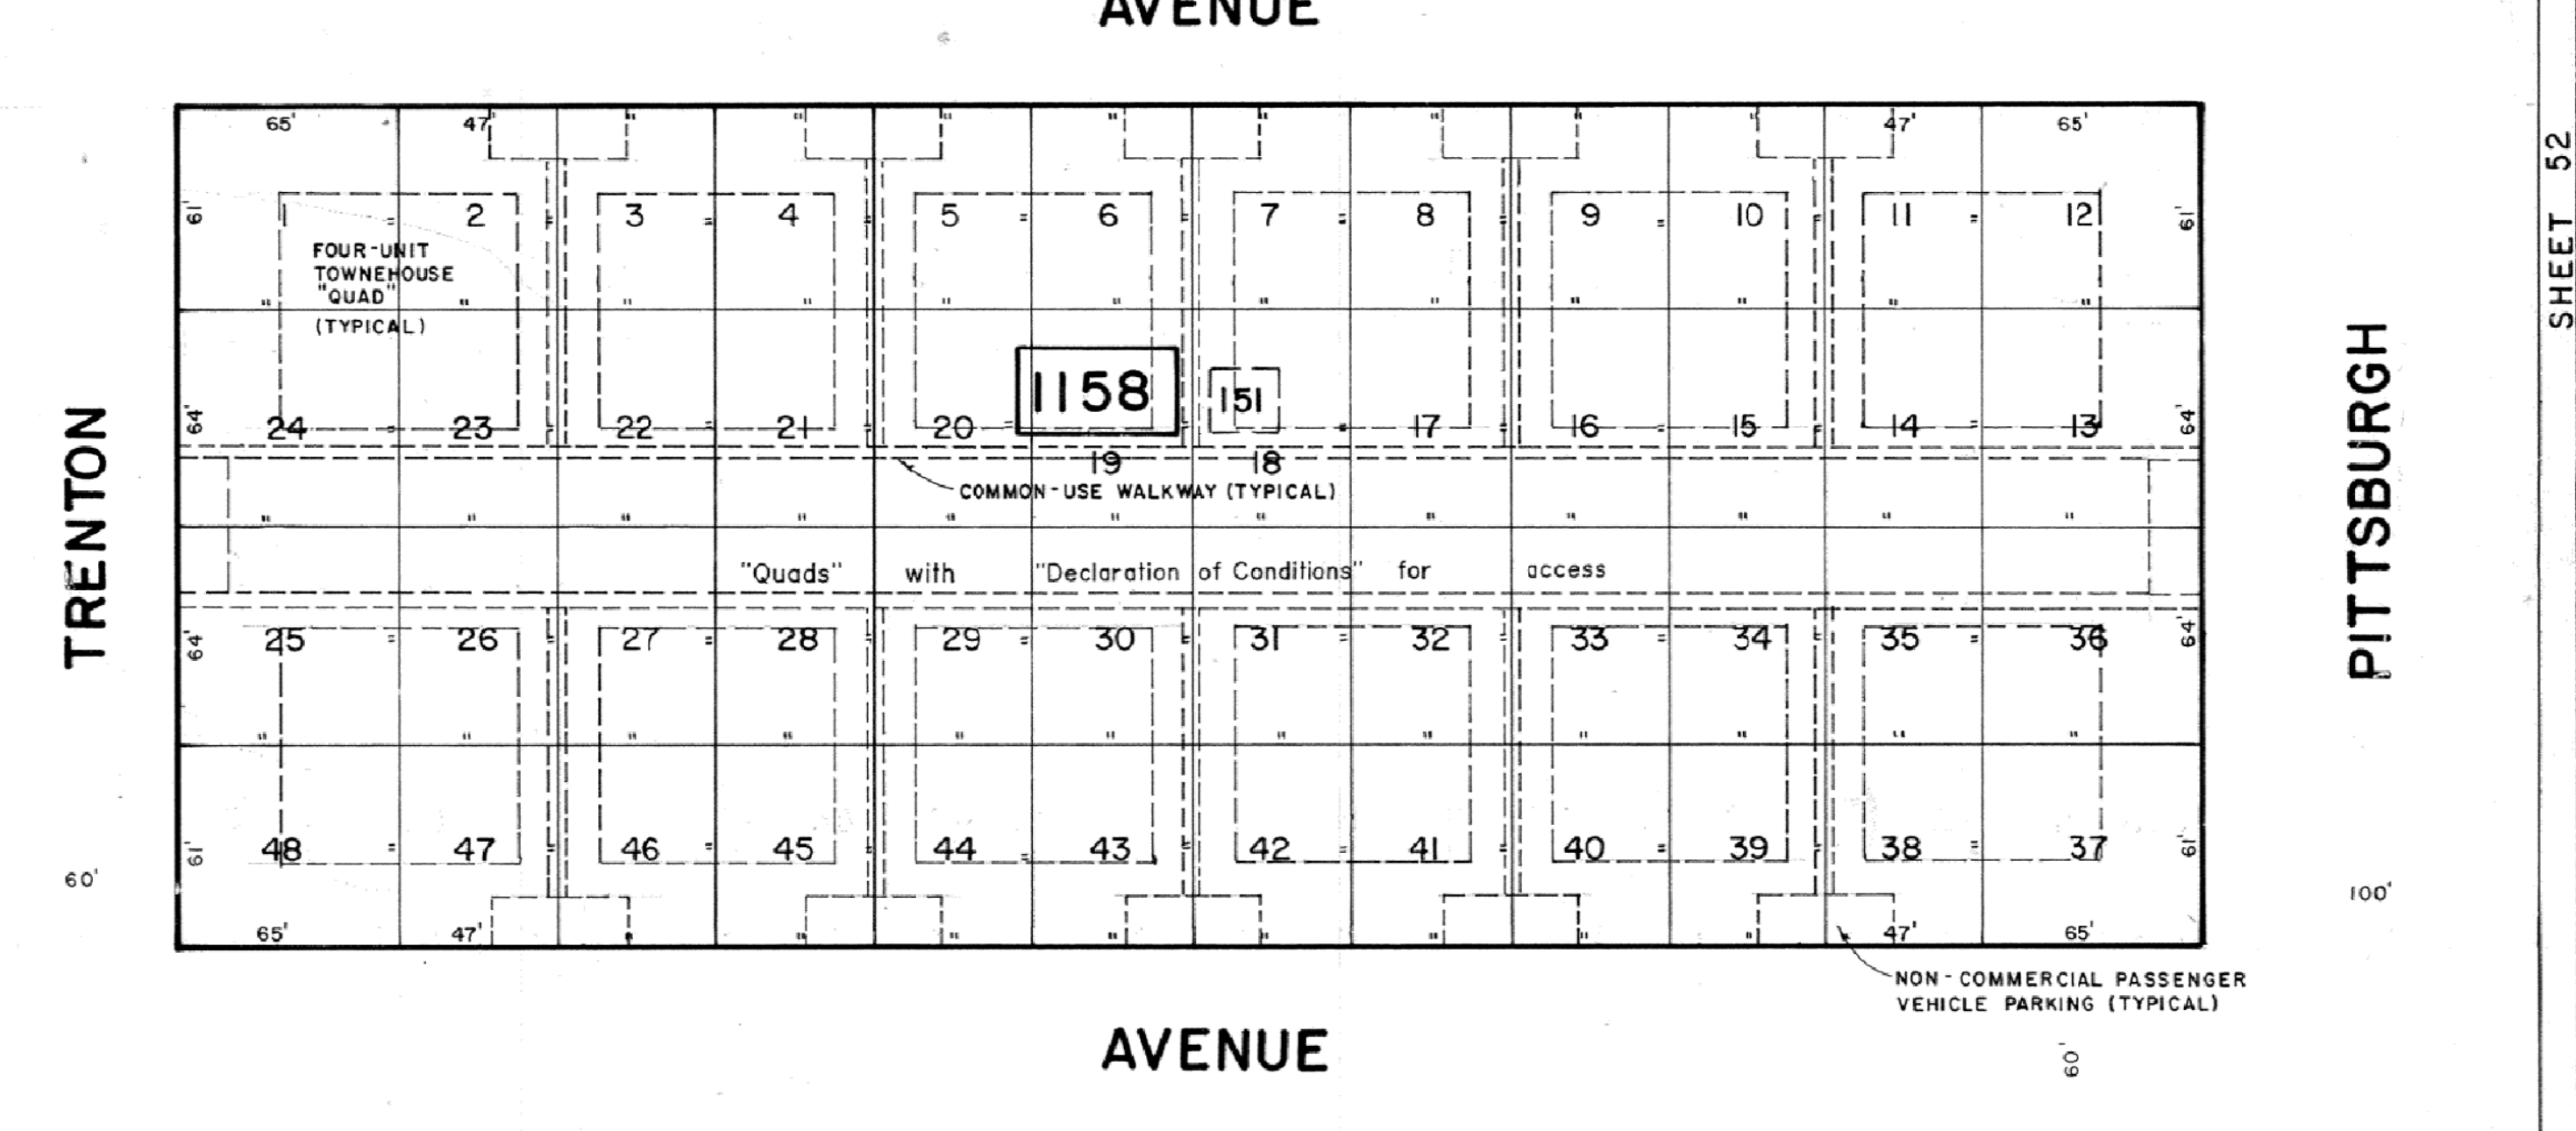 AVENUE
65' 47' " " " " " " " " 47' 65'
61' 1 = 2 = 3 = 4 = 5 = 6 = 7 = 8 = 9 = 10 = 11 = 12 61'
FOUR-UNIT
TOWNEHOUSE
"QUAD"
(TYPICAL)
" " " " " " " " " " " "
1158
151
64' 24 = 23 = 22 = 21 = 20 = = 17 = 16 = 15 = 14 = 13 64'
19 18
COMMON-USE WALKWAY (TYPICAL)
" " " " " " " " " " " "
"Quads" with "Declaration of Conditions" for access
64' 25 = 26 = 27 = 28 = 29 = 30 = 31 = 32 = 33 = 34 = 35 = 36 64'
" " " " " " " " " " " "
61' 48 = 47 = 46 = 45 = 44 = 43 = 42 = 41 = 40 = 39 = 38 = 37 61'
65' 47' " " " " " " " " 47' 65'
TRENTON
60'
PITTSBURGH
100'
NON-COMMERCIAL PASSENGER
VEHICLE PARKING (TYPICAL)
AVENUE
60'
SHEET 52